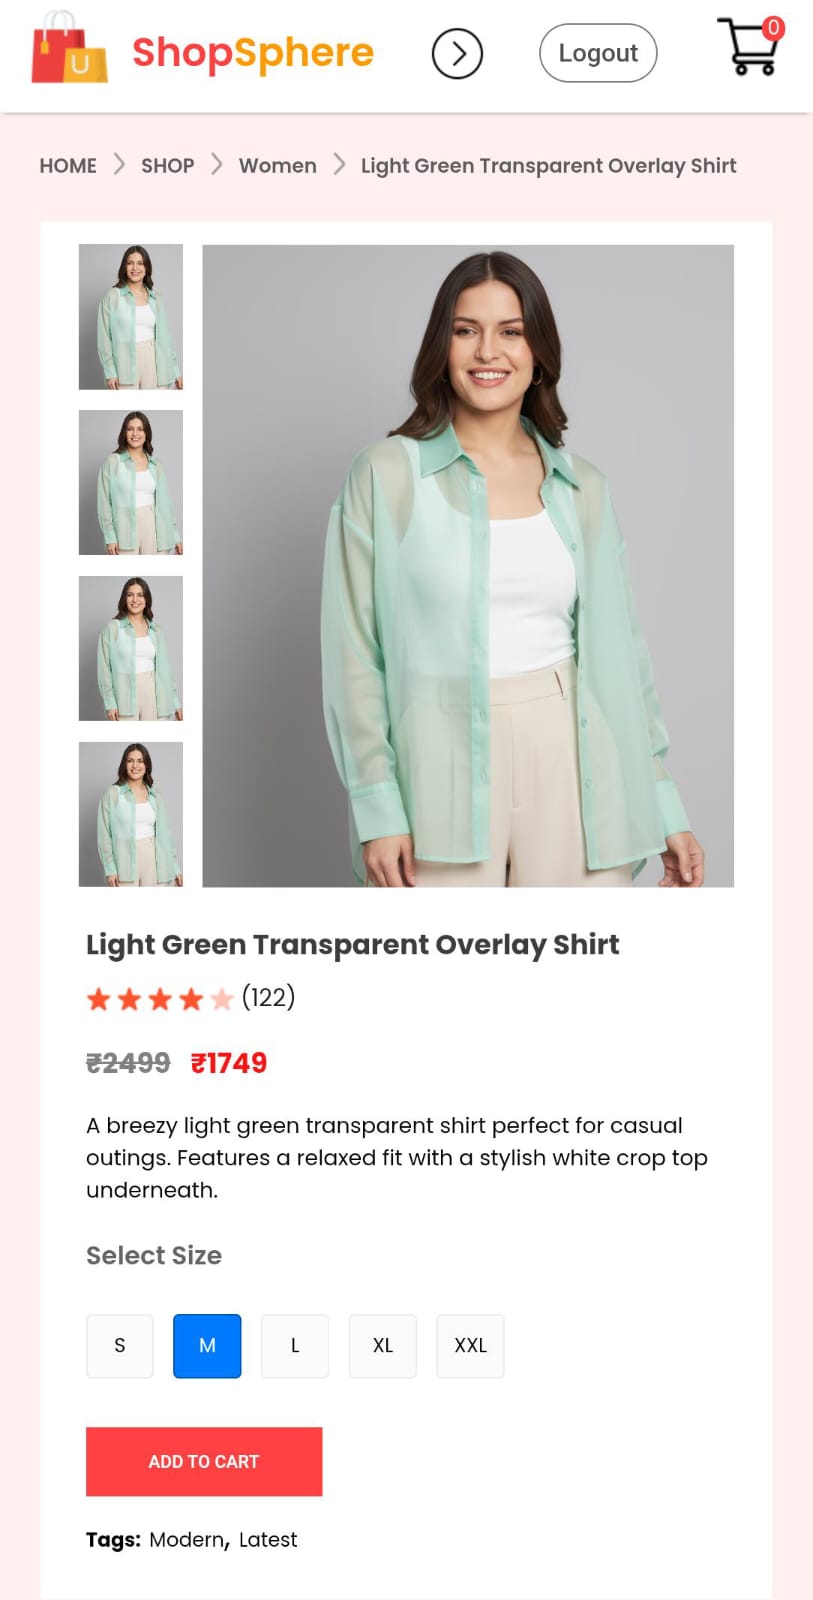 ShopSphere
Logout
0
HOME > SHOP > Women > Light Green Transparent Overlay Shirt
Light Green Transparent Overlay Shirt
(122)
₹2499 ₹1749
A breezy light green transparent shirt perfect for casual
outings. Features a relaxed fit with a stylish white crop top
underneath.
Select Size
S M L XL XXL
ADD TO CART
Tags: Modern, Latest